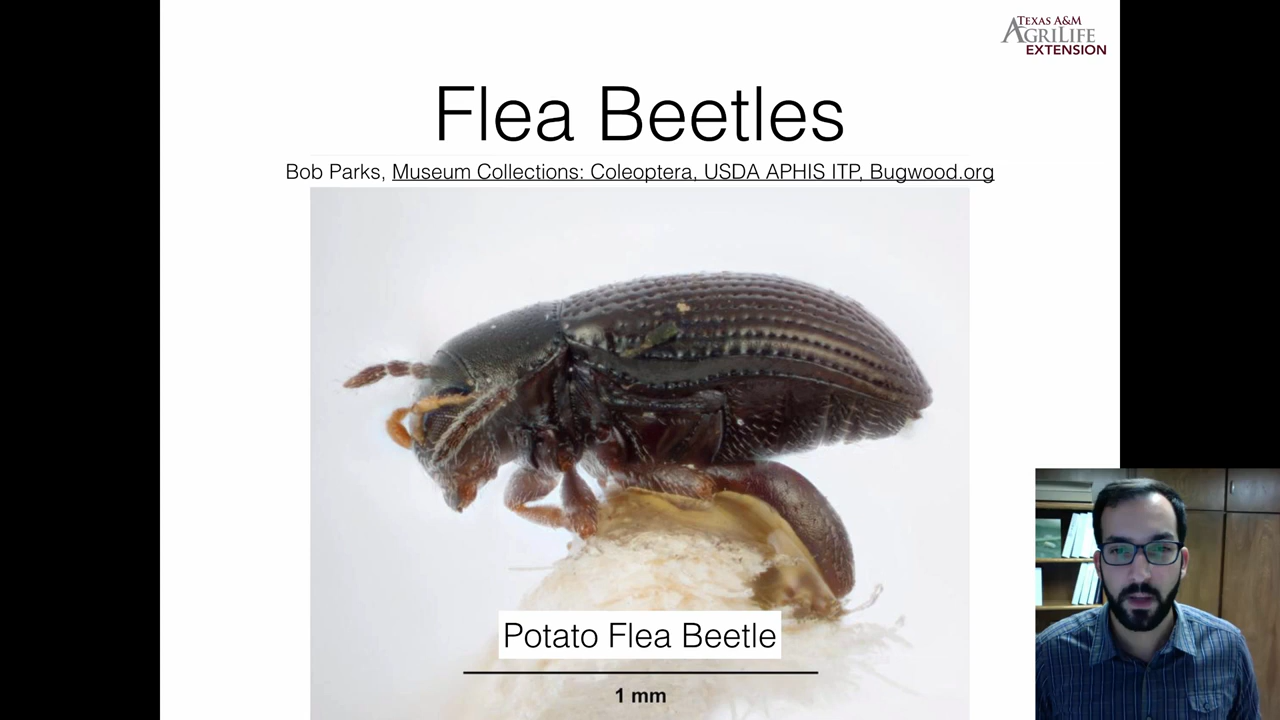 TEXAS A&M
AGRILIFE
EXTENSION
Flea Beetles
Bob Parks, Museum Collections: Coleoptera, USDA APHIS ITP, Bugwood.org
Potato Flea Beetle
1 mm